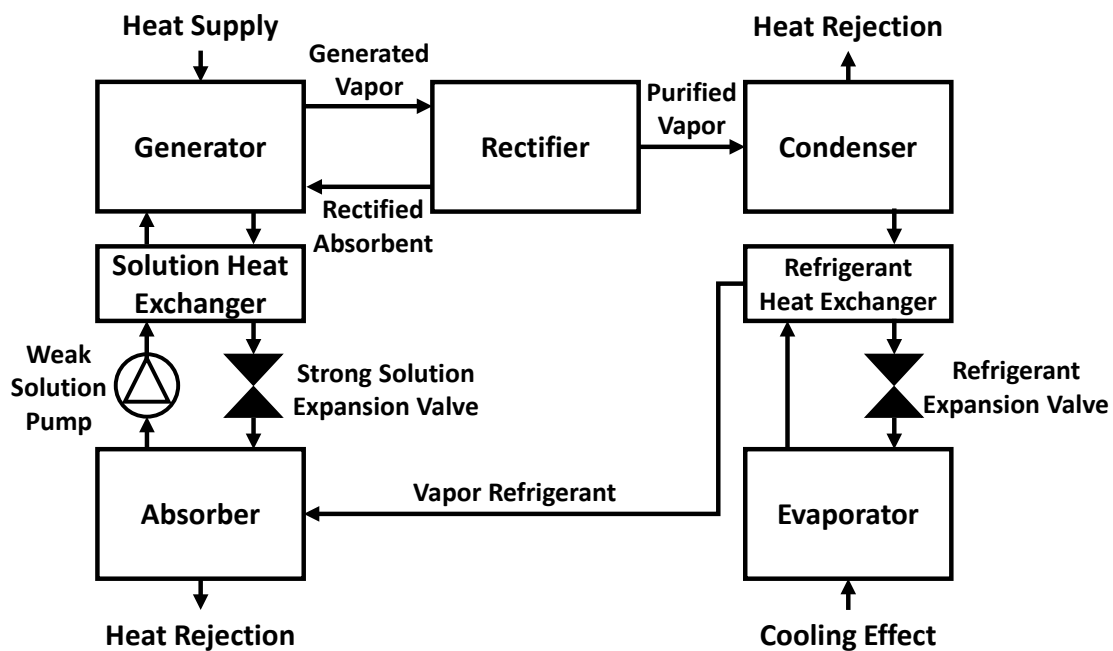 Heat Supply
Heat Rejection
Generated
Vapor
Purified
Vapor
Generator
Rectifier
Condenser
Rectified
Absorbent
Solution Heat
Exchanger
Refrigerant
Heat Exchanger
Weak
Solution
Pump
Strong Solution
Expansion Valve
Refrigerant
Expansion Valve
Absorber
Vapor Refrigerant
Evaporator
Heat Rejection
Cooling Effect